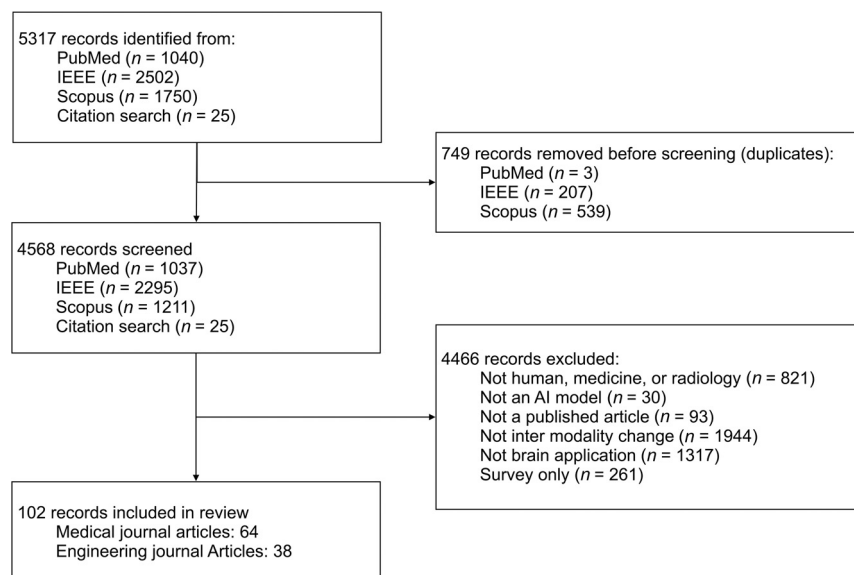 5317 records identified from:
PubMed (n = 1040)
IEEE (n = 2502)
Scopus (n = 1750)
Citation search (n = 25)
749 records removed before screening (duplicates):
PubMed (n = 3)
IEEE (n = 207)
Scopus (n = 539)
4568 records screened
PubMed (n = 1037)
IEEE (n = 2295)
Scopus (n = 1211)
Citation search (n = 25)
4466 records excluded:
Not human, medicine, or radiology (n = 821)
Not an AI model (n = 30)
Not a published article (n = 93)
Not inter modality change (n = 1944)
Not brain application (n = 1317)
Survey only (n = 261)
102 records included in review
Medical journal articles: 64
Engineering journal Articles: 38